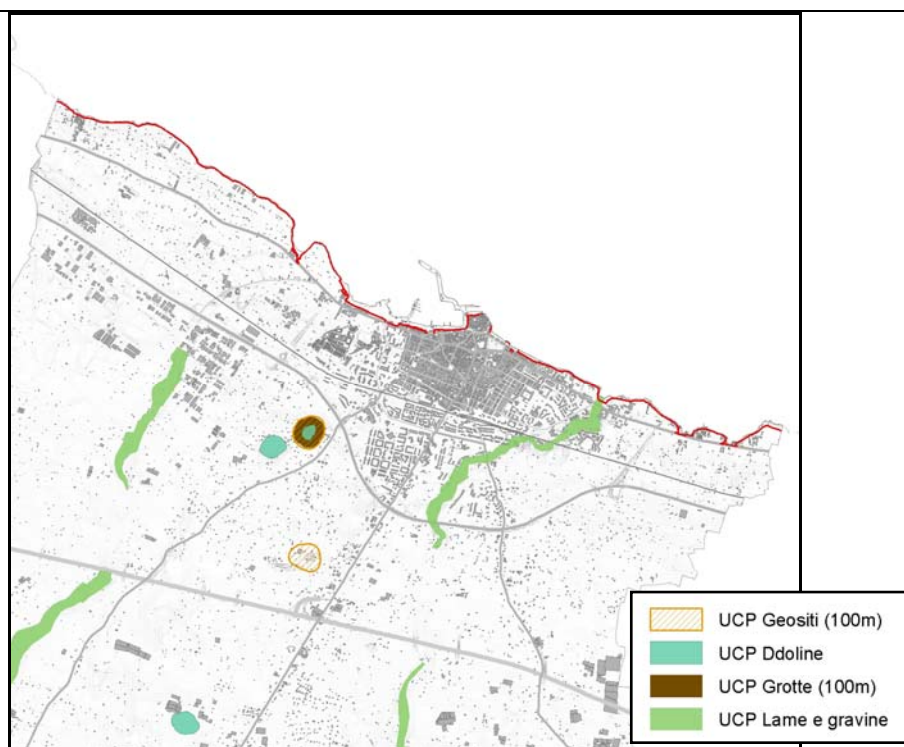 UCP Geositi (100m)
UCP Ddoline
UCP Grotte (100m)
UCP Lame e gravine